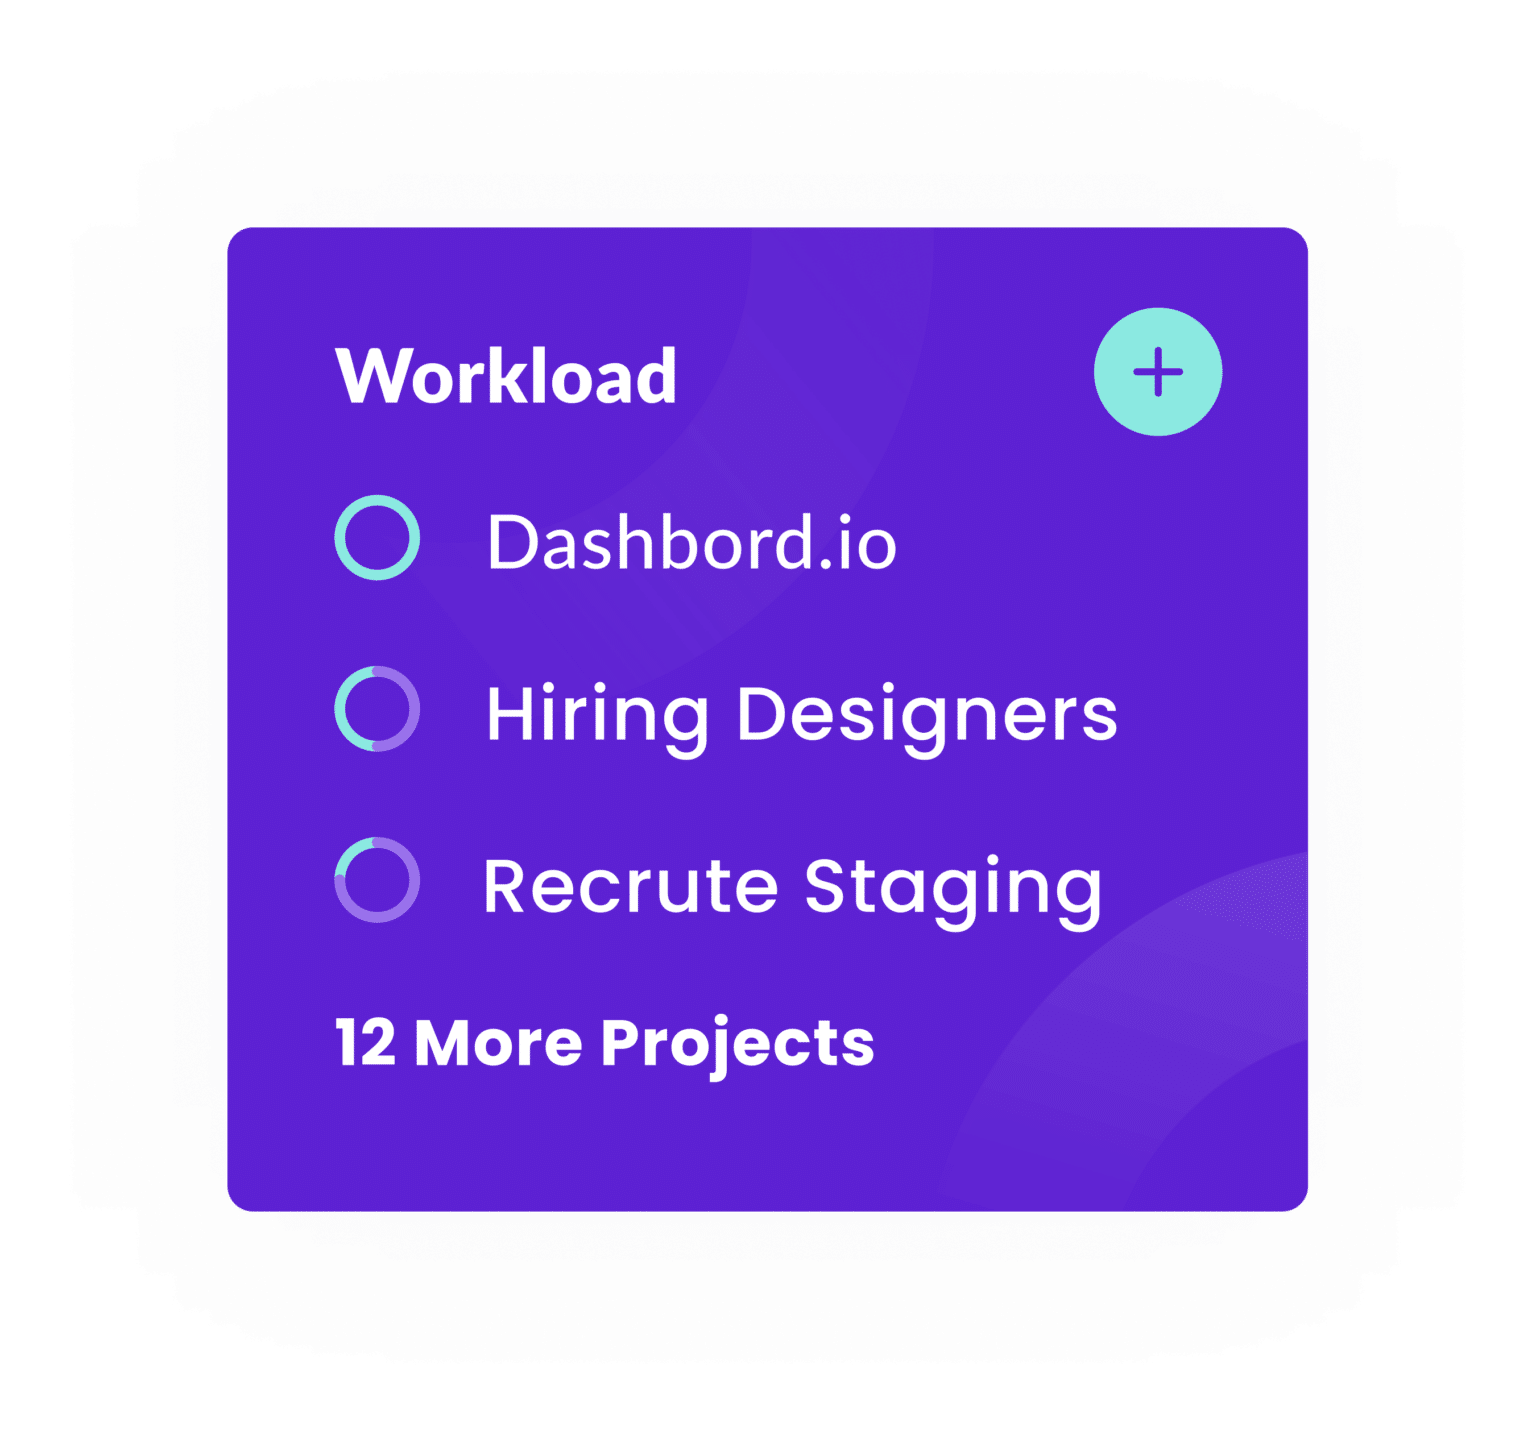 Workload
Dashbord.io
Hiring Designers
Recrute Staging
12 More Projects